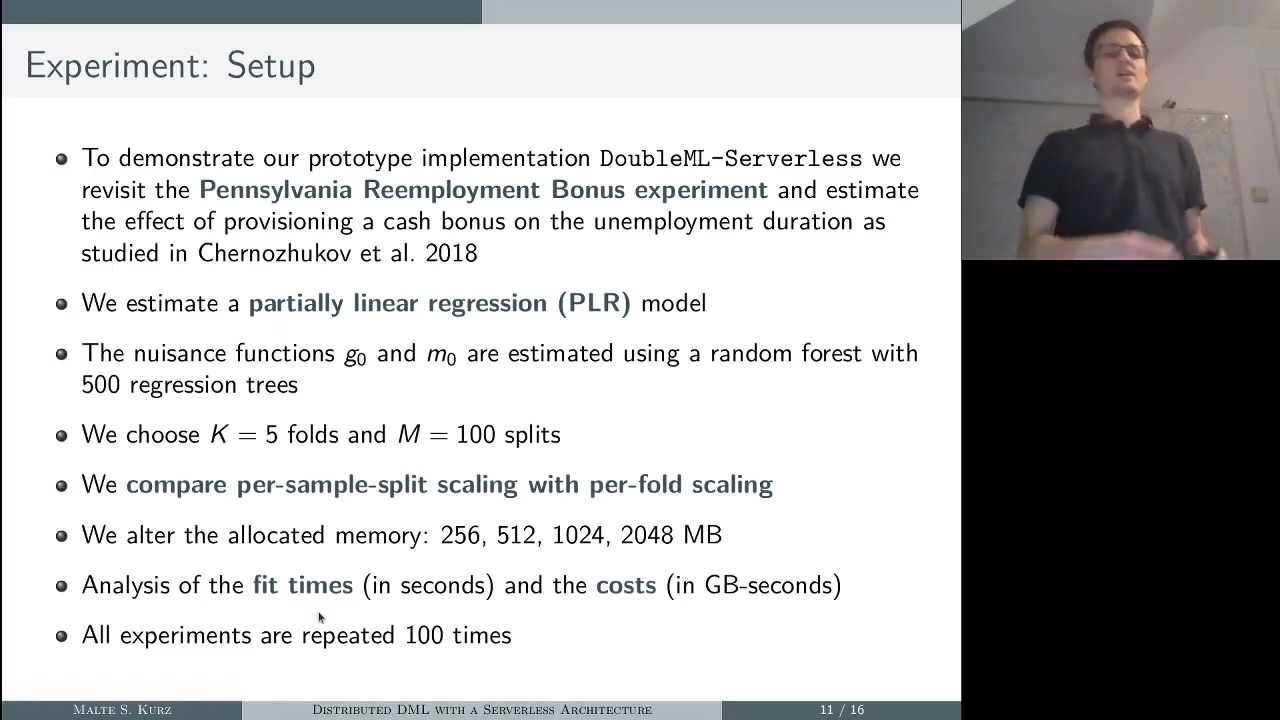 Experiment: Setup
To demonstrate our prototype implementation DoubleML-Serverless we
revisit the Pennsylvania Reemployment Bonus experiment and estimate
the effect of provisioning a cash bonus on the unemployment duration as
studied in Chernozhukov et al. 2018
We estimate a partially linear regression (PLR) model
The nuisance functions g₀ and m₀ are estimated using a random forest with
500 regression trees
We choose K = 5 folds and M = 100 splits
We compare per-sample-split scaling with per-fold scaling
We alter the allocated memory: 256, 512, 1024, 2048 MB
Analysis of the fit times (in seconds) and the costs (in GB-seconds)
All experiments are repeated 100 times
Malte S. Kurz Distributed DML with a Serverless Architecture 11 / 16